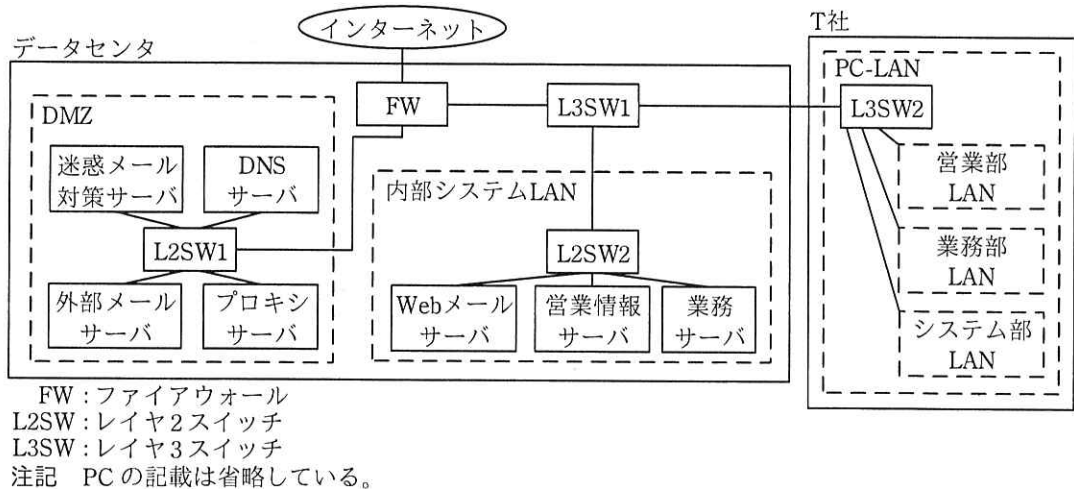 インターネット
データセンタ
T社
FW
L3SW1
PC-LAN
L3SW2
DMZ
迷惑メール
対策サーバ
DNS
サーバ
L2SW1
外部メール
サーバ
プロキシ
サーバ
内部システムLAN
L2SW2
Webメール
サーバ
営業情報
サーバ
業務
サーバ
営業部
LAN
業務部
LAN
システム部
LAN
FW:ファイアウォール
L2SW:レイヤ2スイッチ
L3SW:レイヤ3スイッチ
注記 PCの記載は省略している。